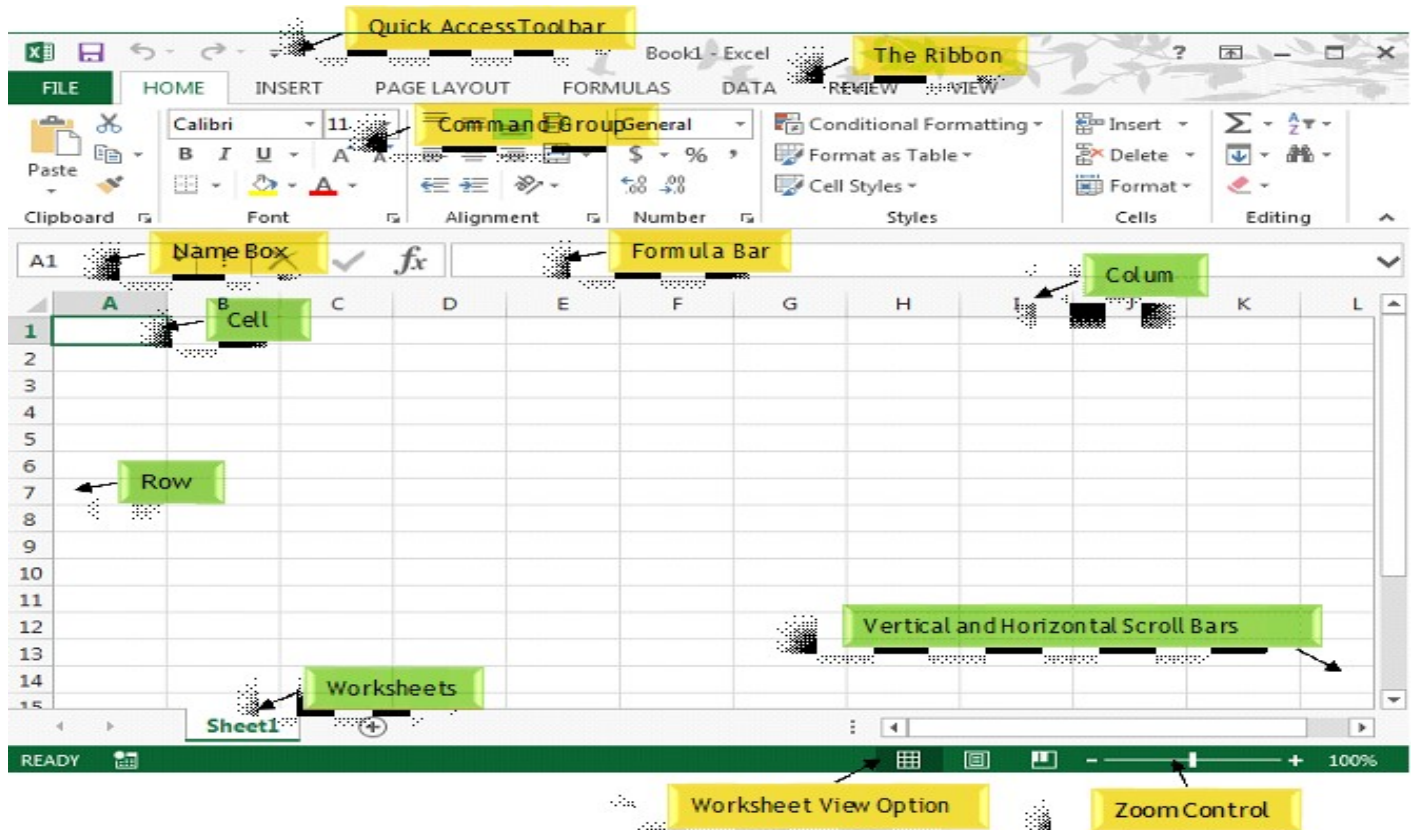 Quick AccessToolbar
Book1 - Excel
The Ribbon
?
FILE HOME INSERT PAGE LAYOUT FORMULAS DATA REVIEW VIEW
Calibri 11
Command Group
General
Conditional Formatting
Insert
Paste
B I U A A
$ % ,
Format as Table
Delete
A
Cell Styles
Format
Clipboard Font Alignment Number Styles Cells Editing
A1
Name Box
fx
Formula Bar
Colum
A B C D E F G H I J K L
Cell
1
2
3
4
5
6
Row
7
8
9
10
11
12
Vertical and Horizontal Scroll Bars
13
14
Worksheets
15
Sheet1
READY
100%
Worksheet View Option
Zoom Control